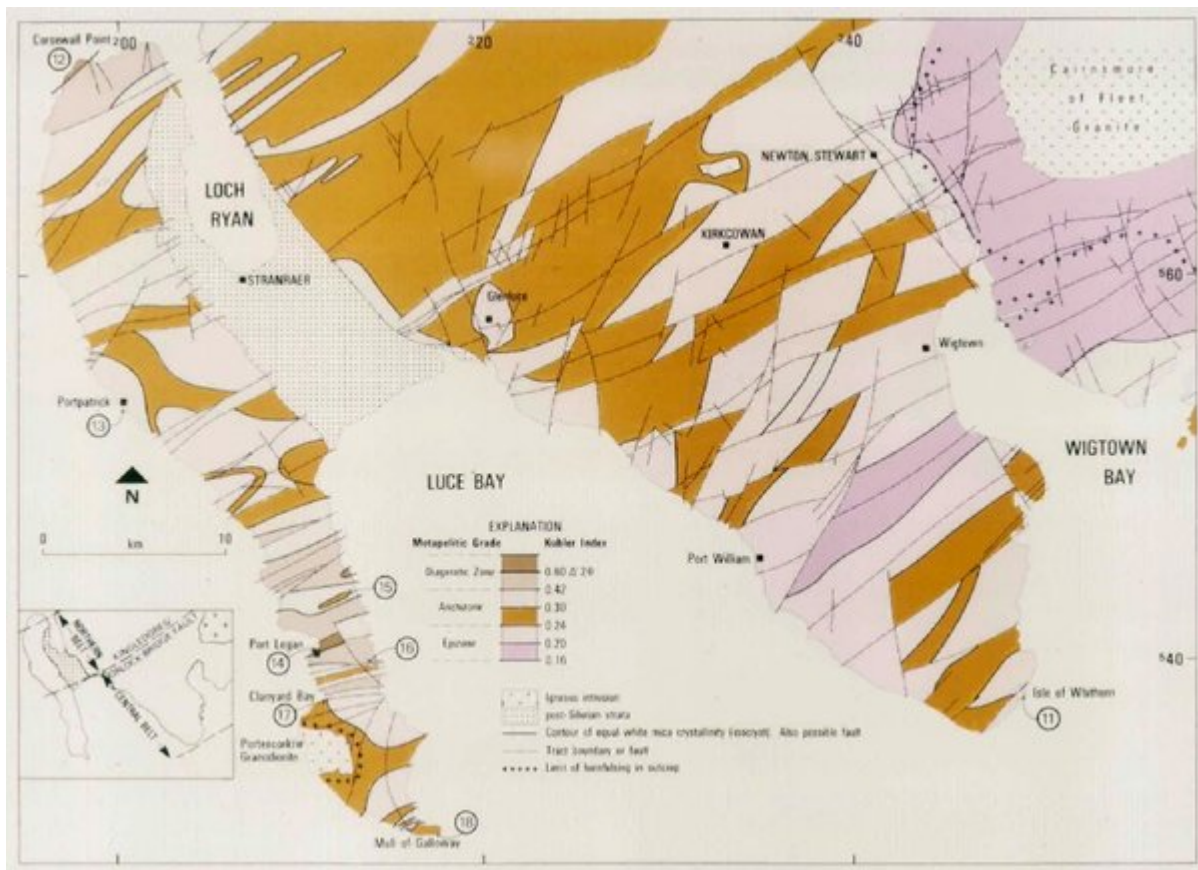 Corsewall Point
²00
²20
²40
12
Cairnsmore
of Fleet
Granite
NEWTON STEWART
LOCH
RYAN
KIRKCOWAN
STRANRAER
⁵60
Glenluce
Wigtown
Portpatrick
13
WIGTOWN
BAY
N
LUCE BAY
0 km 10
EXPLANATION
Metapelitic Grade Kubler Index
Diagenetic Zone 0.60 Δ°2θ
0.42
Anchizone 0.30
0.24
Epizone 0.20
0.16
Port William
15
NORTHERN
BELT
KINGLEDORES
ORLOCK BRIDGE FAULT
CENTRAL BELT
Port Logan
14
16
⁵40
Clanyard Bay
17
Isle of Whithorn
11
Portencorkrie
Granodiorite
Igneous intrusion
post-Silurian strata
Contour of equal white mica crystallinity (isocryst). Also possible fault
Tract boundary or fault
Limit of hornfelsing in outcrop
18
Mull of Galloway